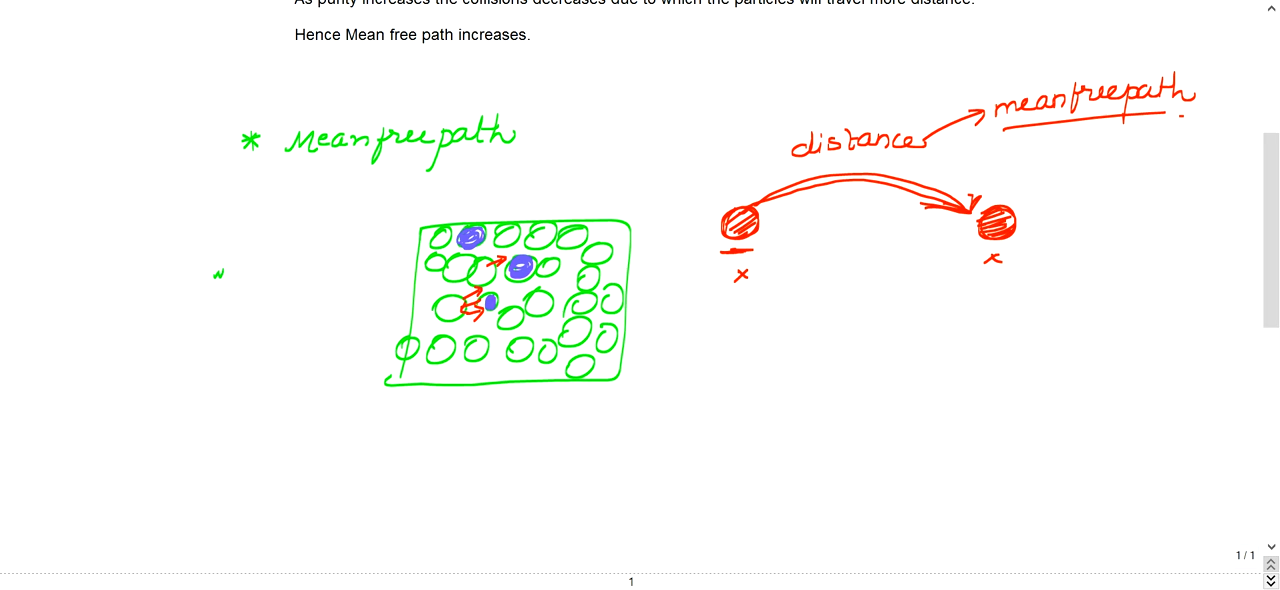 As purity increases the collisions decreases due to which the particles will travel more distance.
Hence Mean free path increases.
* Meanfreepath
distance → meanfreepath
x x
1 / 1
1